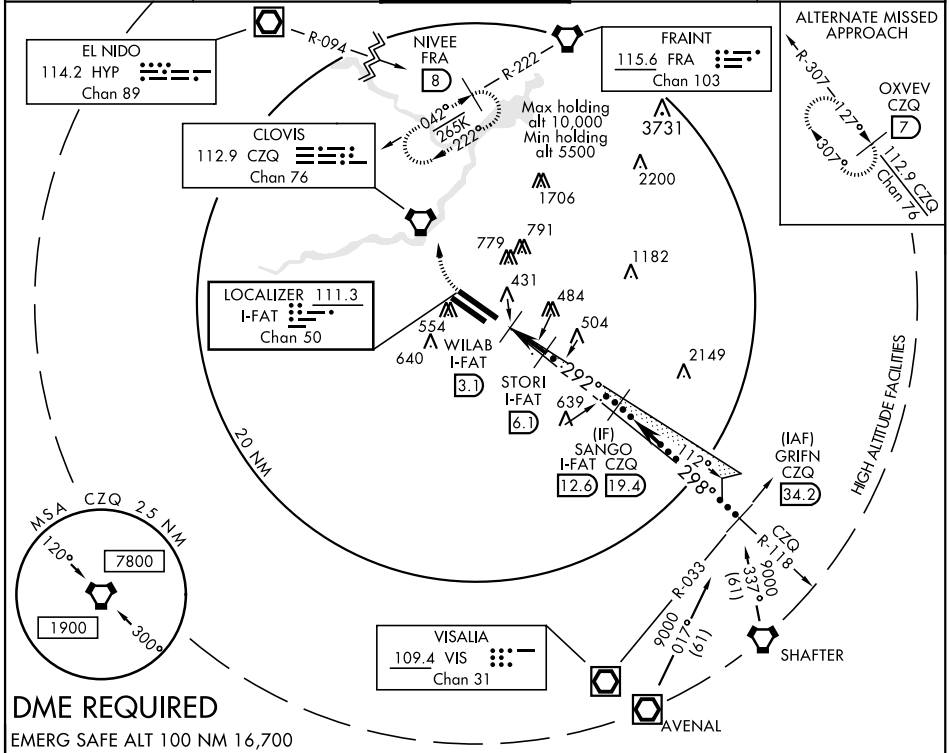 EL NIDO
114.2 HYP
Chan 89
R-094
NIVEE
FRA
8
R-222
FRAINT
115.6 FRA
Chan 103
ALTERNATE MISSED
APPROACH
R-307
127°
307°
OXVEV
CZQ
7
112.9 CZQ
Chan 76
042°
265K
222°
Max holding
alt 10,000
Min holding
alt 5500
3731
2200
1706
CLOVIS
112.9 CZQ
Chan 76
779
791
1182
431
484
504
LOCALIZER 111.3
I-FAT
Chan 50
554
640
WILAB
I-FAT
3.1
STORI
I-FAT
6.1
2149
292°
639
(IF)
SANGO
I-FAT CZQ
12.6 19.4
112°
298°
(IAF)
GRIFN
CZQ
34.2
HIGH ALTITUDE FACILITIES
20 NM
CZQ
R-118
R-033
9000
337°
(61)
9000
017°
(61)
MSA CZQ 25 NM
120°
7800
1900
300°
VISALIA
109.4 VIS
Chan 31
SHAFTER
AVENAL
DME REQUIRED
EMERG SAFE ALT 100 NM 16,700